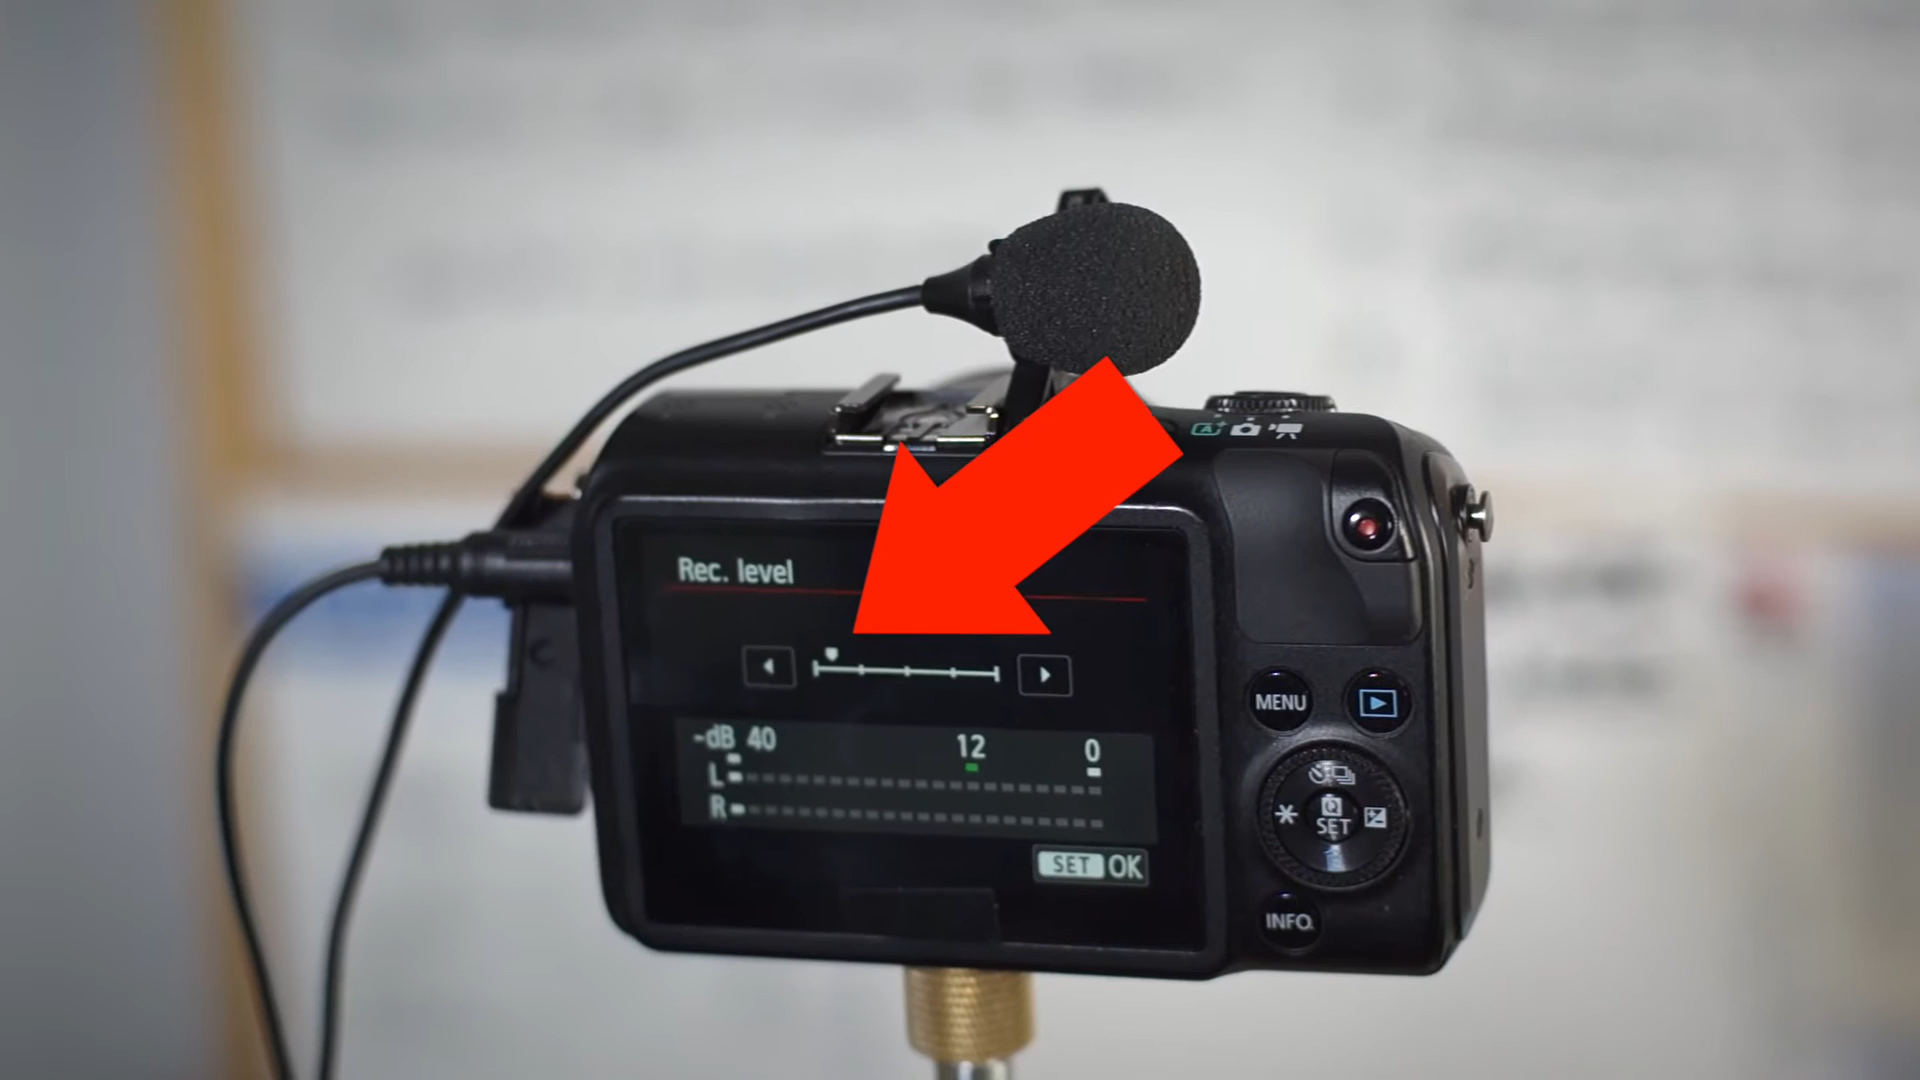 Rec. level
-dB 40 12 0
L
R
SET OK
A+
MENU
Q
SET
INFO.